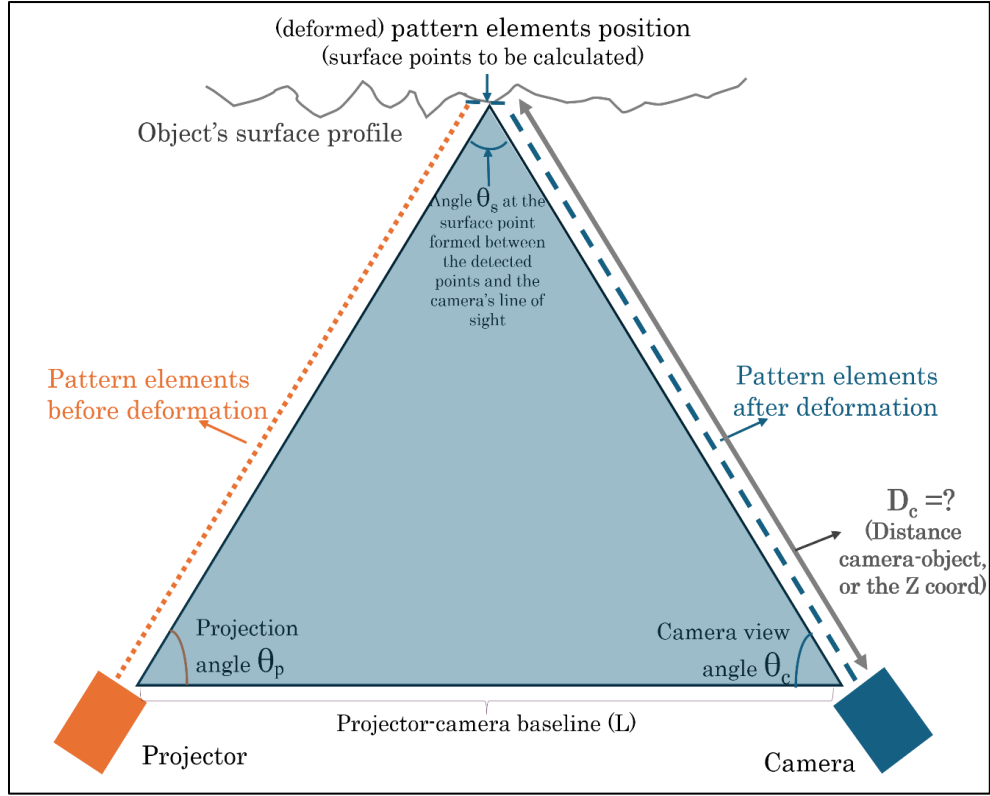 (deformed) pattern elements position
(surface points to be calculated)
Object's surface profile
Angle θs at the
surface point
formed between
the detected
points and the
camera's line of
sight
Pattern elements
before deformation
Pattern elements
after deformation
Dc =?
(Distance
camera-object,
or the Z coord)
Projection
angle θp
Camera view
angle θc
Projector-camera baseline (L)
Projector
Camera